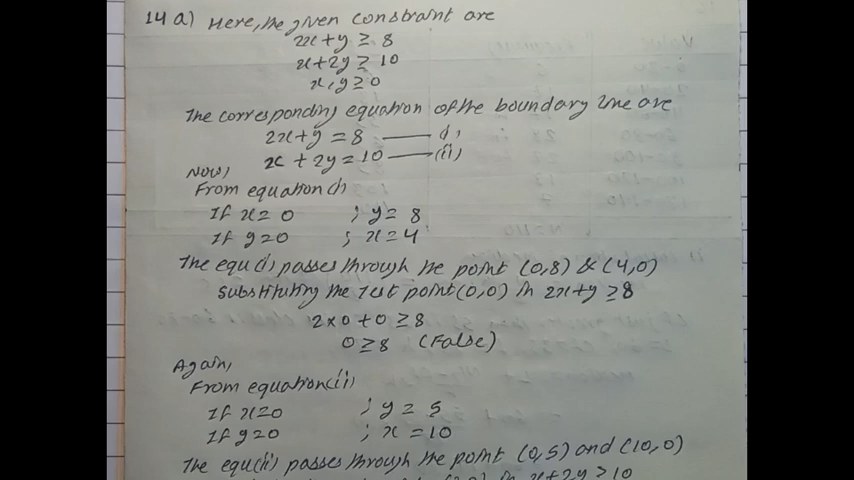 14 a) Here, the given constraint are
2x+y ≥ 8
x+2y ≥ 10
x, y ≥ 0
The corresponding equation of the boundary line are
2x+y = 8 —— (i)
x + 2y = 10 —— (ii)
Now,
From equation (i)
If x = 0 ; y = 8
If y = 0 ; x = 4
The equ (i) passes through the point (0,8) & (4,0)
substituting the Test point (0,0) in 2x+y ≥ 8
2×0 + 0 ≥ 8
0 ≥ 8 (False)
Again,
From equation (ii)
If x=0 ; y = 5
If y=0 ; x = 10
The equ (ii) passes through the point (0,5) and (10,0)
in x+2y ≥ 10